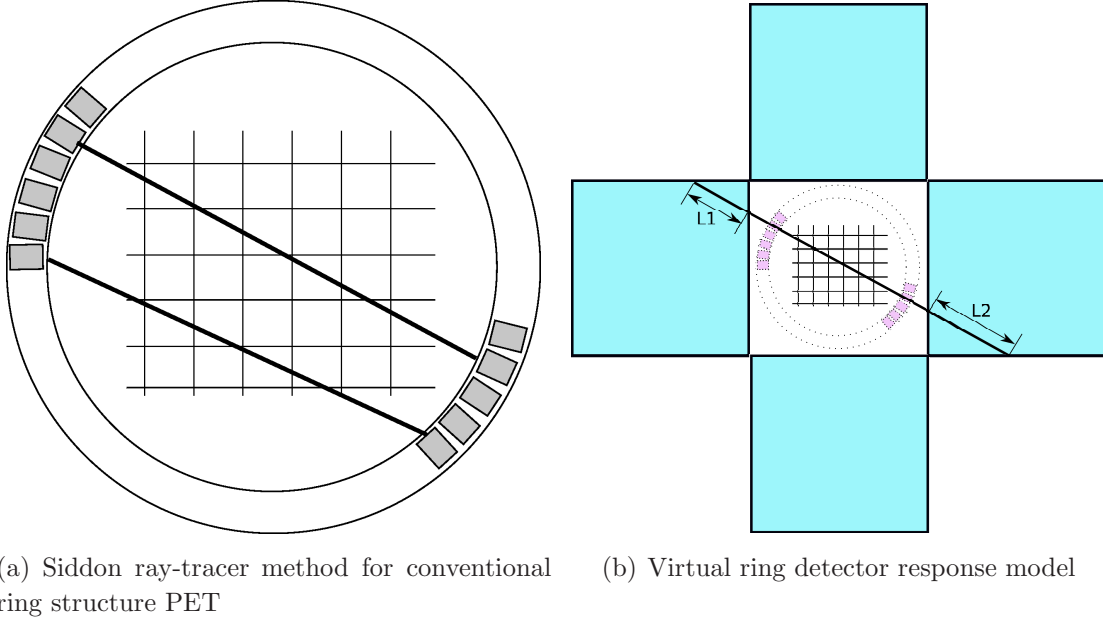 L1
L2
(a) Siddon ray-tracer method for conventional
ring structure PET
(b) Virtual ring detector response model